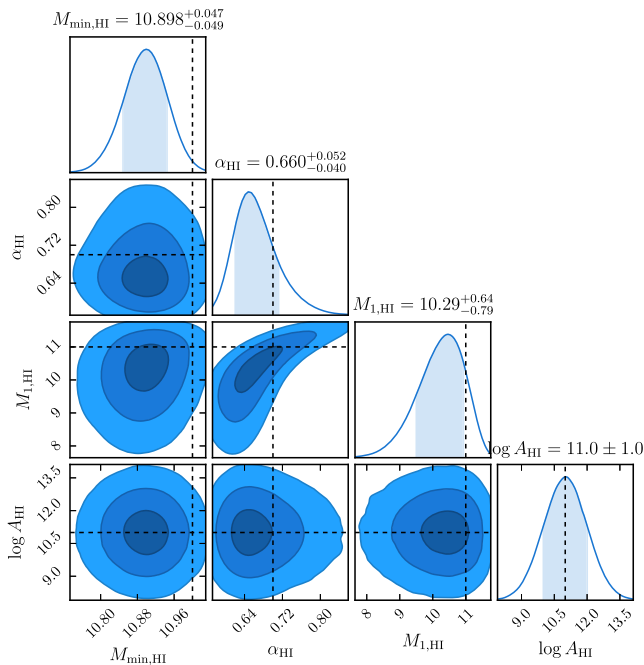 M_min,HI = 10.898 +0.047 −0.049
α_HI = 0.660 +0.052 −0.040
0.80
0.72
0.64
α_HI
M_1,HI = 10.29 +0.64 −0.79
11
10
9
8
M_1,HI
log A_HI = 11.0 ± 1.0
13.5
12.0
10.5
9.0
log A_HI
10.80
10.88
10.96
M_min,HI
0.64
0.72
0.80
α_HI
8
9
10
11
M_1,HI
9.0
10.5
12.0
13.5
log A_HI